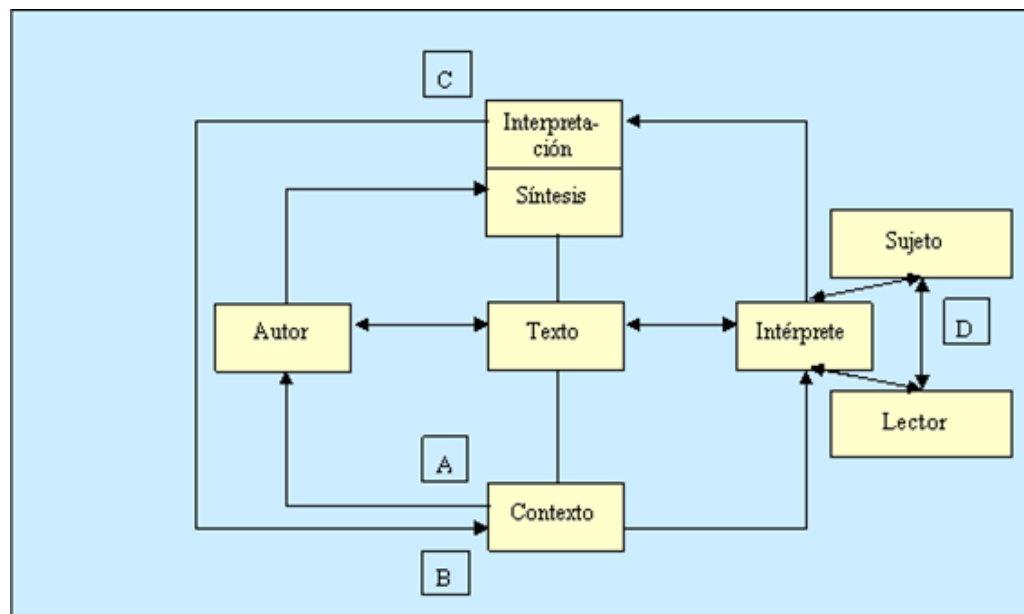 C
Interpreta-
ción
Síntesis
Sujeto
Autor
Texto
Intérprete
D
Lector
A
Contexto
B